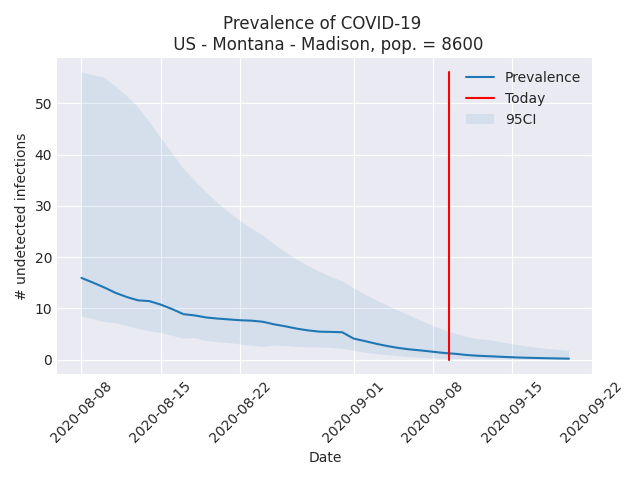 Prevalence of COVID-19
US - Montana - Madison, pop. = 8600
Prevalence
Today
95CI
# undetected infections
50
40
30
20
10
0
2020-08-08
2020-08-15
2020-08-22
2020-09-01
2020-09-08
2020-09-15
2020-09-22
Date